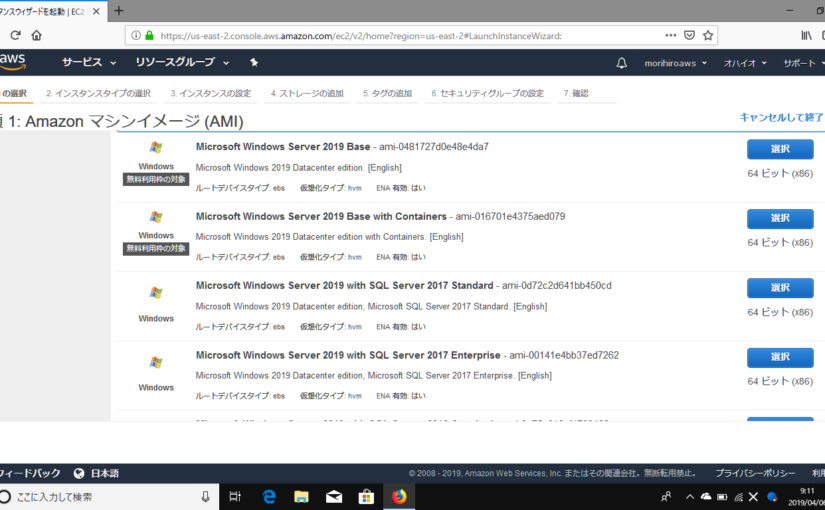 ンスウィザードを起動 | EC2
https://us-east-2.console.aws.amazon.com/ec2/v2/home?region=us-east-2#LaunchInstanceWizard:
aws サービス リソースグループ morihiroaws オハイオ サポート
の選択 2. インスタンスタイプの選択 3. インスタンスの設定 4. ストレージの追加 5. タグの追加 6. セキュリティグループの設定 7. 確認
1: Amazon マシンイメージ (AMI) キャンセルして終了
Microsoft Windows Server 2019 Base - ami-0481727d0e48e4da7 選択
Windows
無料利用枠の対象
Microsoft Windows 2019 Datacenter edition. [English] 64 ビット (x86)
ルートデバイスタイプ: ebs 仮想化タイプ: hvm ENA 有効: はい
Microsoft Windows Server 2019 Base with Containers - ami-016701e4375aed079 選択
Windows
無料利用枠の対象
Microsoft Windows 2019 Datacenter edition with Containers. [English] 64 ビット (x86)
ルートデバイスタイプ: ebs 仮想化タイプ: hvm ENA 有効: はい
Microsoft Windows Server 2019 with SQL Server 2017 Standard - ami-0d72c2d641bb450cd 選択
Windows
Microsoft Windows 2019 Datacenter edition, Microsoft SQL Server 2017 Standard. [English] 64 ビット (x86)
ルートデバイスタイプ: ebs 仮想化タイプ: hvm ENA 有効: はい
Microsoft Windows Server 2019 with SQL Server 2017 Enterprise - ami-00141e4bb37ed7262 選択
Windows
Microsoft Windows 2019 Datacenter edition, Microsoft SQL Server 2017 Enterprise. [English] 64 ビット (x86)
ルートデバイスタイプ: ebs 仮想化タイプ: hvm ENA 有効: はい
フィードバック 日本語 © 2008 - 2019, Amazon Web Services, Inc. またはその関連会社。無断転用禁止。 プライバシーポリシー 利用
ここに入力して検索 9:11
2019/04/06